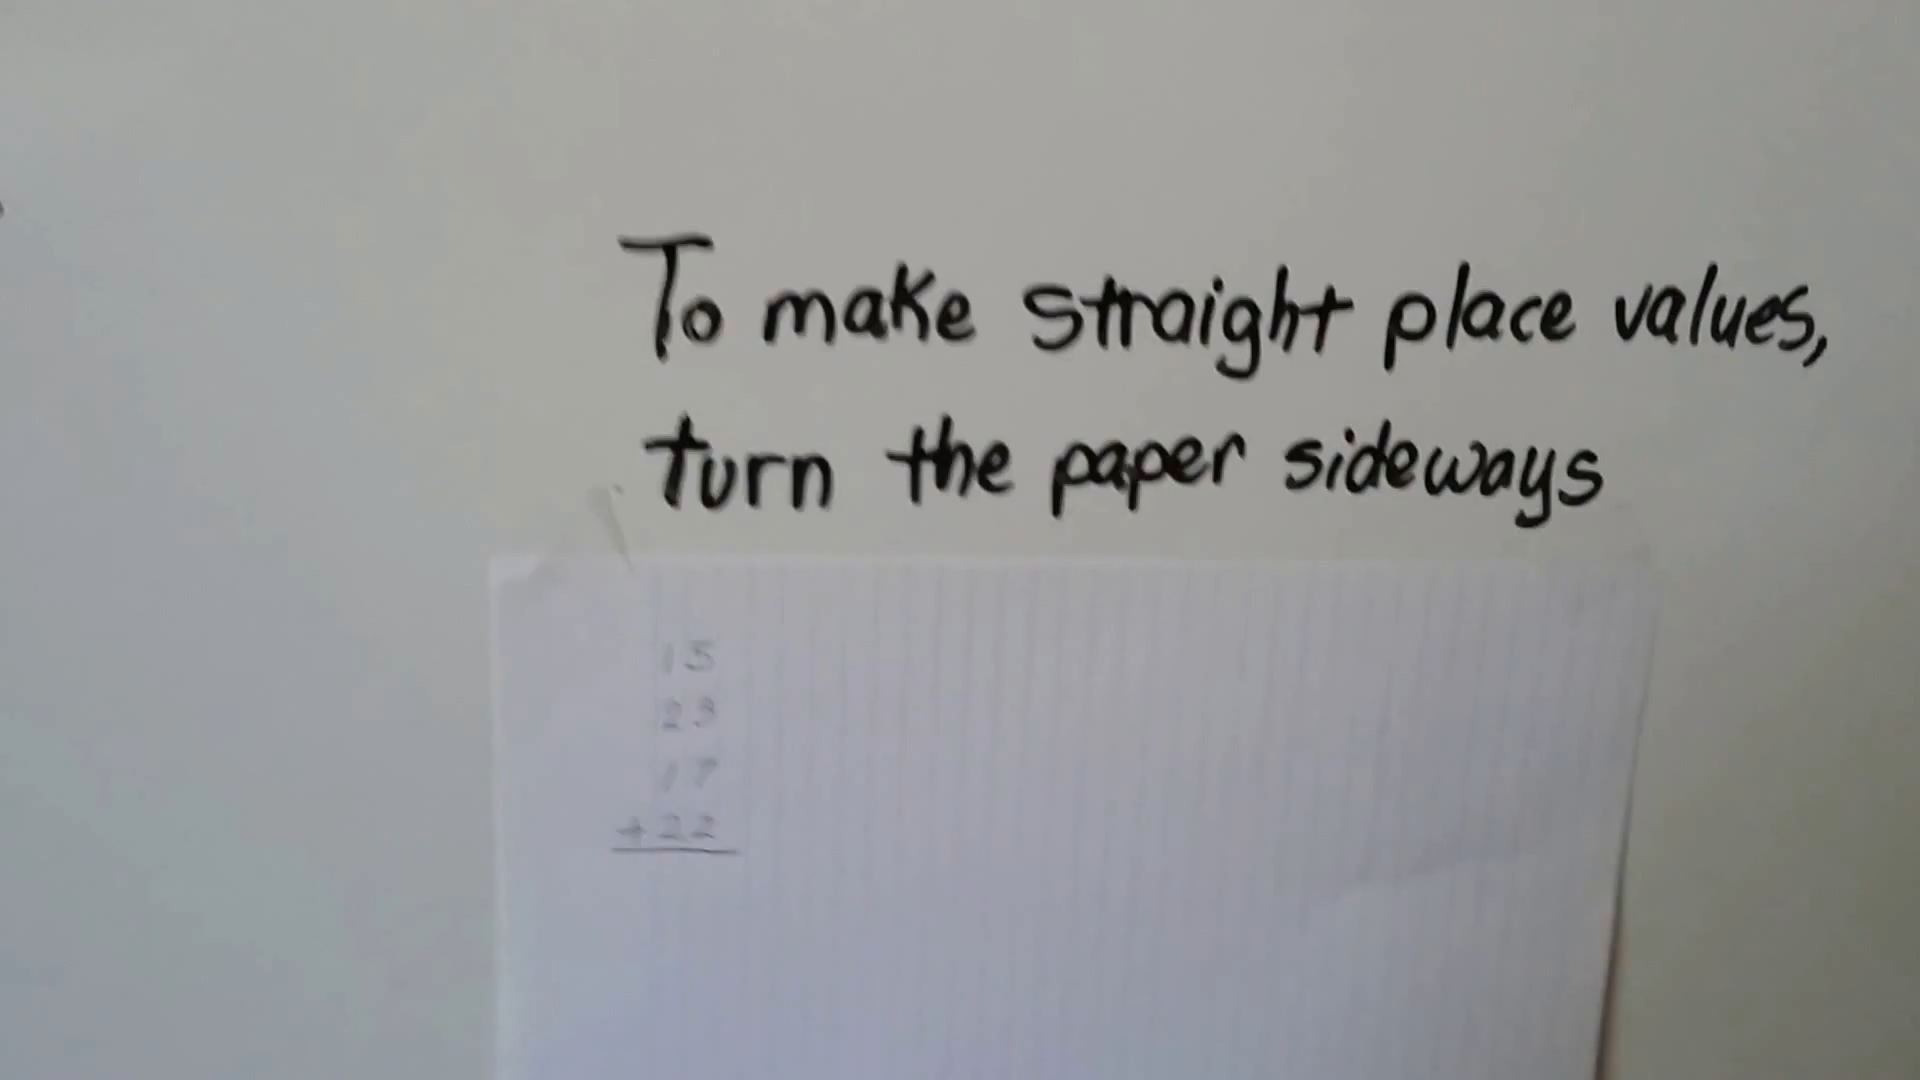 To make straight place values,
turn the paper sideways
15
23
17
+22